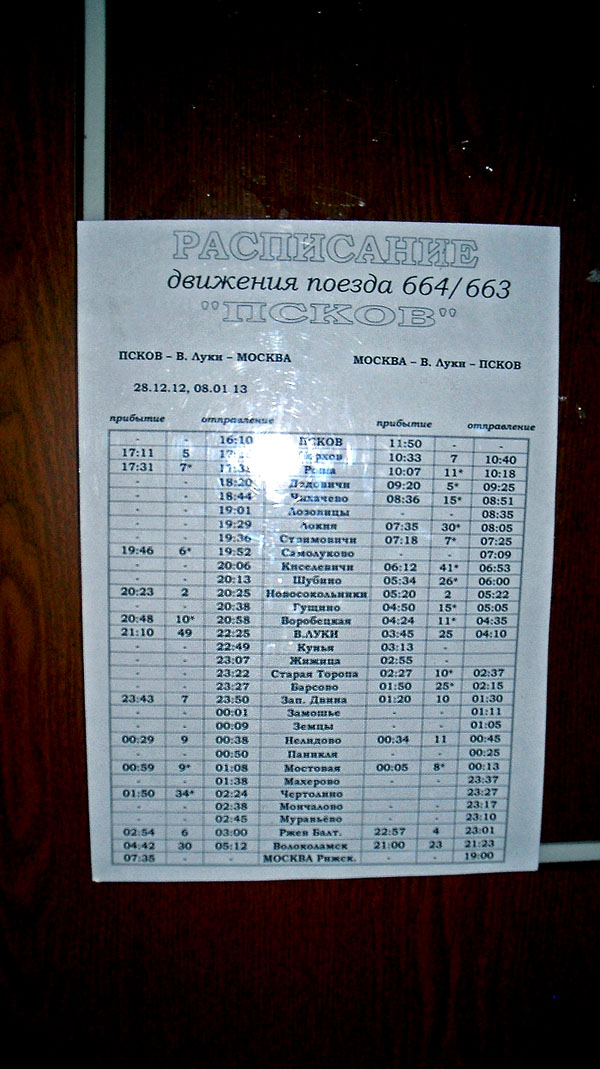 РАСПИСАНИЕ
движения поезда 664/663
"ПСКОВ"
ПСКОВ – В. Луки – МОСКВА МОСКВА – В. Луки – ПСКОВ
28.12.12, 08.01 13
прибытие отправление прибытие отправление
- - 16:10 ПСКОВ 11:50 - -
17:11 5 10:33 7 10:40
17:31 7* 10:07 11* 10:18
- - 18:20 Дедовичи 09:20 5* 09:25
- - 18:44 Чихачево 08:36 15* 08:51
- - 19:01 Лозовицы - - 08:35
- - 19:29 Локня 07:35 30* 08:05
- - 19:36 Стримовичи 07:18 7* 07:25
19:46 6* 19:52 Самолуково - - 07:09
- - 20:06 Киселевичи 06:12 41* 06:53
- - 20:13 Шубино 05:34 26* 06:00
20:23 2 20:25 Новосокольники 05:20 2 05:22
- - 20:38 Гущино 04:50 15* 05:05
20:48 10* 20:58 Воробецкая 04:24 11* 04:35
21:10 49 22:25 В.ЛУКИ 03:45 25 04:10
- - 22:49 Кунья 03:13 -
- - 23:07 Жижица 02:55 -
- - 23:22 Старая Торопа 02:27 10* 02:37
- - 23:27 Барсово 01:50 25* 02:15
23:43 7 23:50 Зап. Двина 01:20 10 01:30
- - 00:01 Замошье - - 01:11
- - 00:09 Земцы - - 01:05
00:29 9 00:38 Нелидово 00:34 11 00:45
- - 00:50 Паникля - - 00:25
00:59 9* 01:08 Мостовая 00:05 8* 00:13
- - 01:38 Махерово 23:37
01:50 34* 02:24 Чертолино 23:27
- - 02:38 Мончалово - - 23:17
- - 02:45 Муравьёво - - 23:10
02:54 6 03:00 Ржев Балт. 22:57 4 23:01
04:42 30 05:12 Волоколамск 21:00 23 21:23
07:35 - - МОСКВА Рижск. - - 19:00